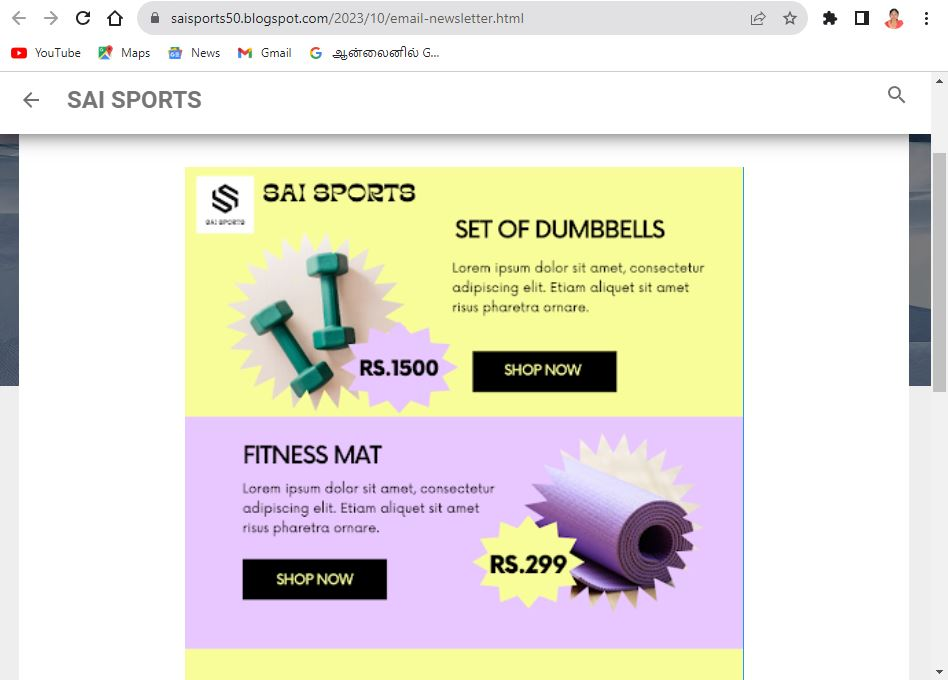 saisports50.blogspot.com/2023/10/email-newsletter.html
YouTube Maps News Gmail ஆன்லைனில் G...
SAI SPORTS
SAI SPORTS
SAI SPORTS
SET OF DUMBBELLS
Lorem ipsum dolor sit amet, consectetur
adipiscing elit. Etiam aliquet sit amet
risus pharetra ornare.
RS.1500
SHOP NOW
FITNESS MAT
Lorem ipsum dolor sit amet, consectetur
adipiscing elit. Etiam aliquet sit amet
risus pharetra ornare.
RS.299
SHOP NOW